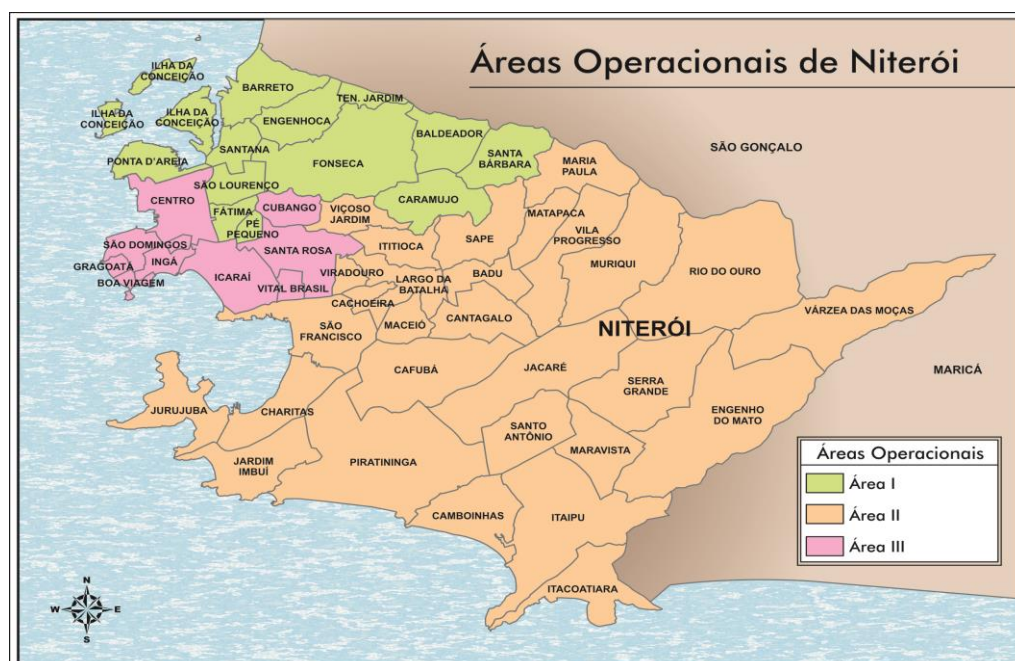 Áreas Operacionais de Niterói
ILHA DA
CONCEIÇÃO
BARRETO
TEN. JARDIM
ILHA DA
CONCEIÇÃO
ILHA DA
CONCEIÇÃO
ENGENHOCA
BALDEADOR
SANTANA
PONTA D'AREIA
FONSECA
SANTA
BÁRBARA
MARIA
PAULA
SÃO GONÇALO
SÃO LOURENÇO
CENTRO
CUBANGO
CARAMUJO
FÁTIMA
PÉ
PEQUENO
VIÇOSO
JARDIM
MATAPACA
SÃO DOMINGOS
SANTA ROSA
ITITIOCA
SAPE
VILA
PROGRESSO
GRAGOATÁ
INGÁ
BOA VIAGEM
ICARAÍ
VITAL BRASIL
VIRADOURO
LARGO DA
BATALHA
BADU
MURIQUI
RIO DO OURO
CACHOEIRA
SÃO
FRANCISCO
MACEIÓ
CANTAGALO
NITERÓI
VÁRZEA DAS MOÇAS
CAFUBÁ
JACARÉ
SERRA
GRANDE
MARICÁ
JURUJUBA
CHARITAS
ENGENHO
DO MATO
SANTO
ANTÔNIO
MARAVISTA
JARDIM
IMBUÍ
PIRATININGA
CAMBOINHAS
ITAIPU
ITACOATIARA
Áreas Operacionais
Área I
Área II
Área III
N
W E
S